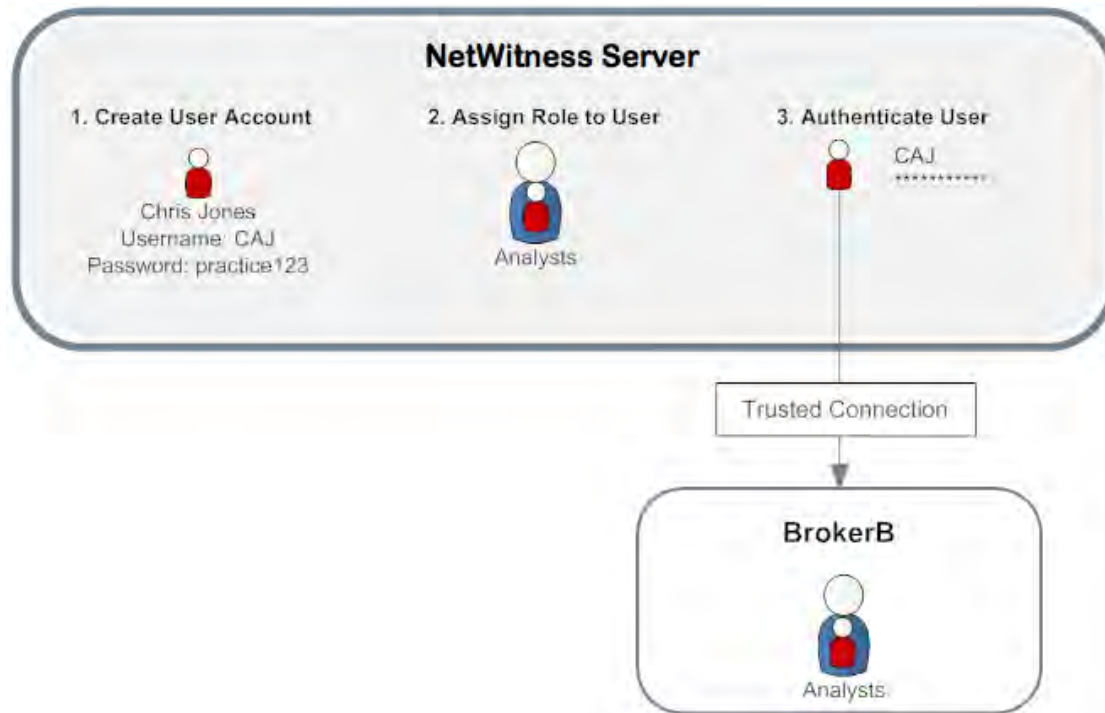 NetWitness Server
1. Create User Account
2. Assign Role to User
3. Authenticate User
Chris Jones
Username: CAJ
Password: practice123
Analysts
CAJ
***********
Trusted Connection
BrokerB
Analysts